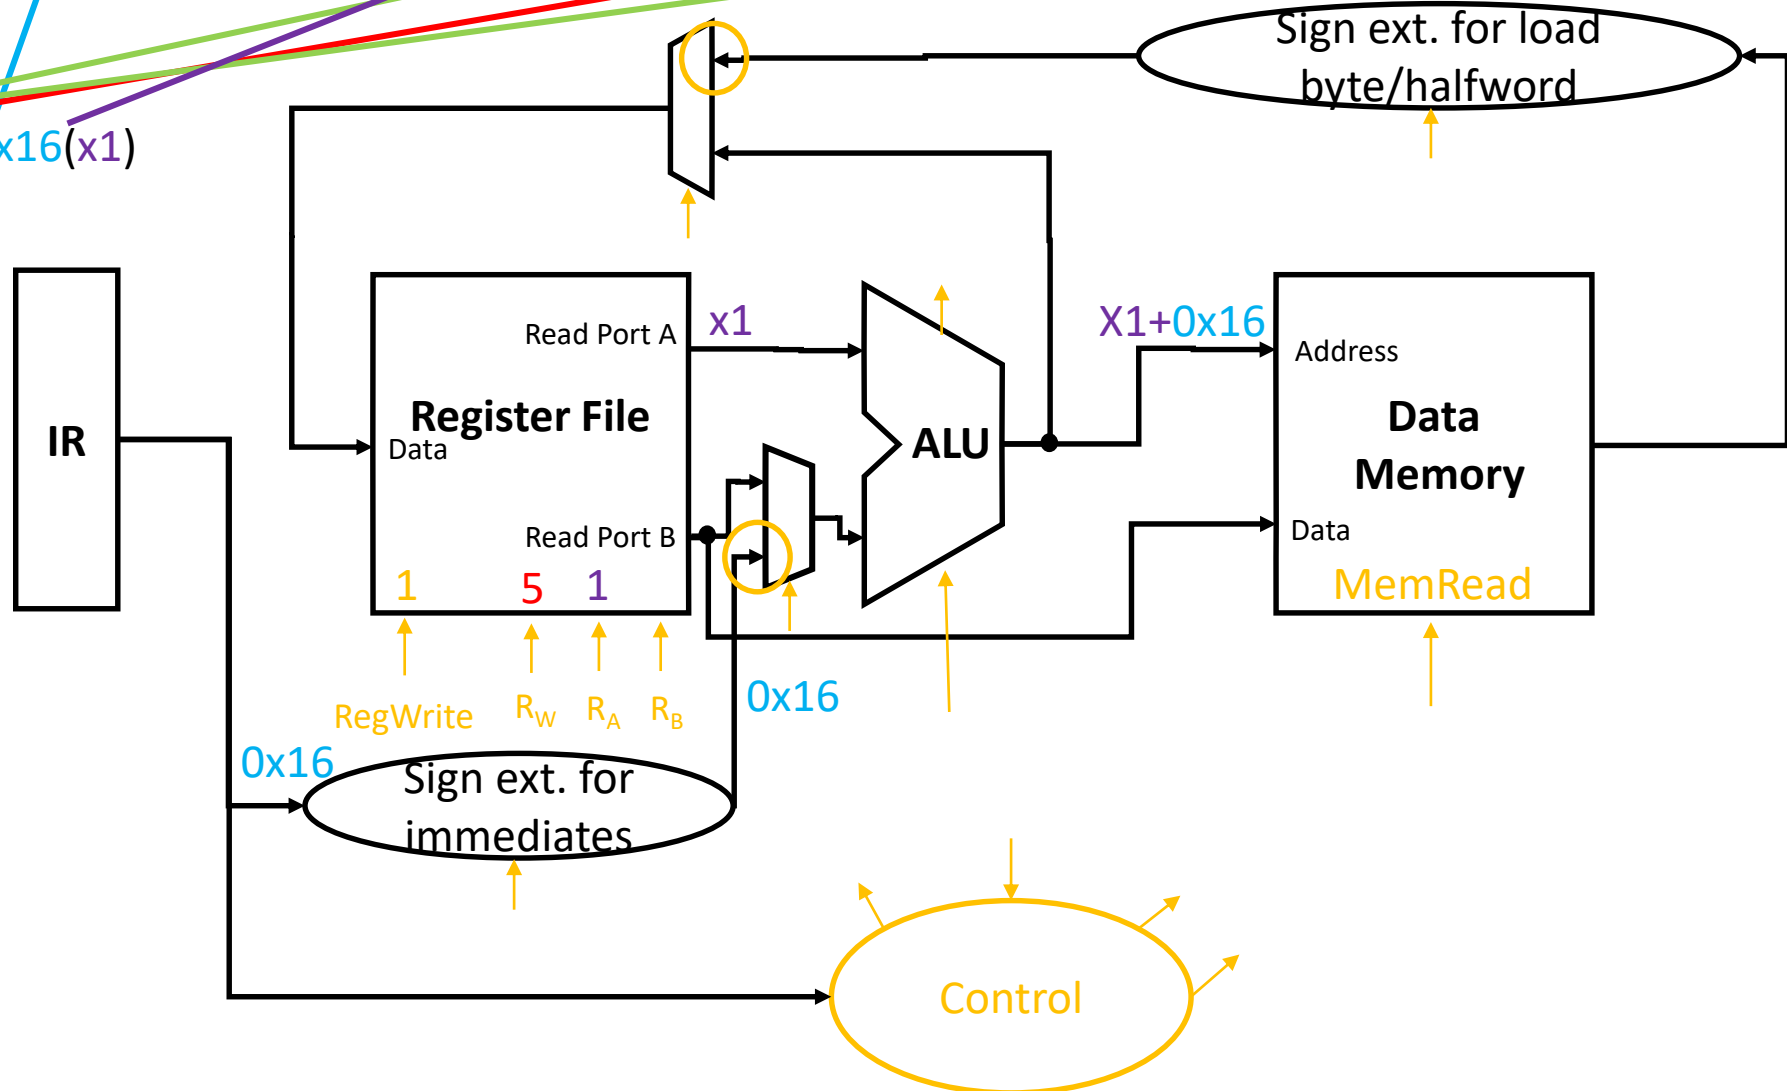 Sign ext. for load
byte/halfword
x16(x1)
Read Port A
x1
X1+0x16
Address
Register File
Data
IR
ALU
Data
Memory
Read Port B
Data
1
5
1
MemRead
RegWrite
RW
RA
RB
0x16
0x16
Sign ext. for
immediates
Control